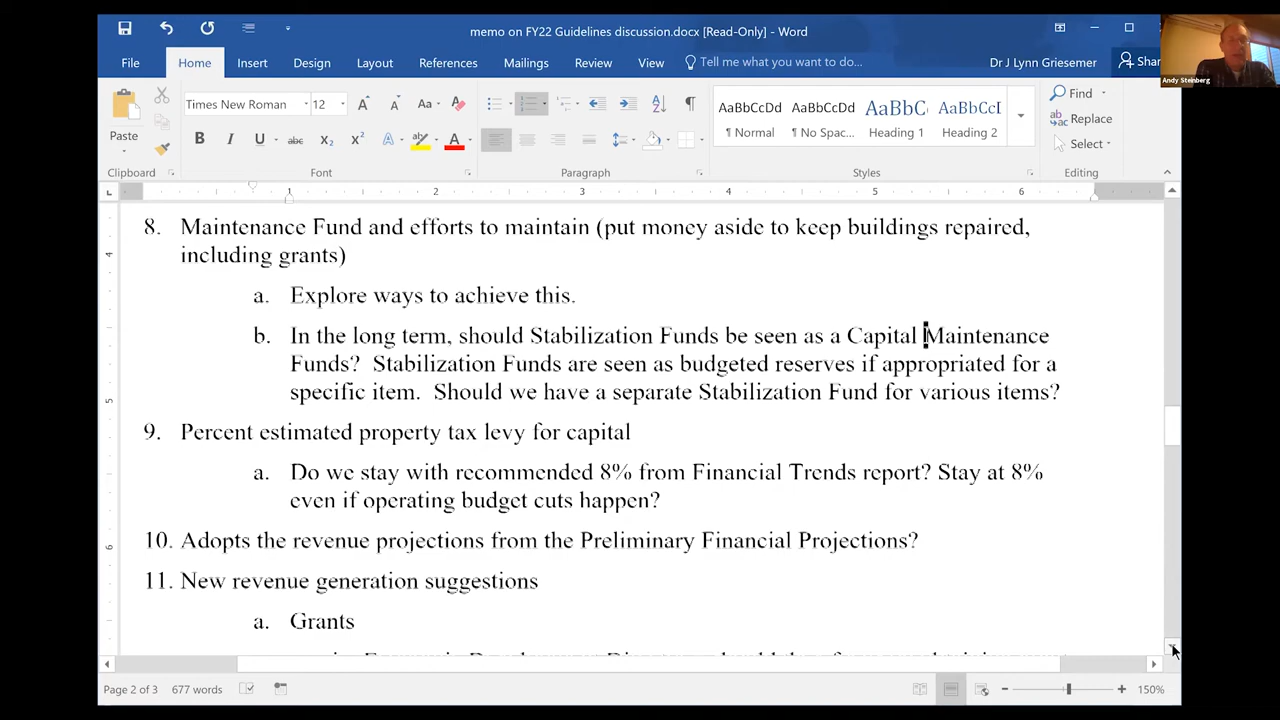 memo on FY22 Guidelines discussion.docx [Read-Only] - Word
Andy Steinberg
File Home Insert Design Layout References Mailings Review View Tell me what you want to do... Dr J Lynn Griesemer Shar
Times New Roman 12
Paste
AaBbCcDd AaBbCcDd AaBbC AaBbCcD
¶ Normal ¶ No Spac... Heading 1 Heading 2
Find
Replace
Select
Clipboard Font Paragraph Styles Editing
1 2 3 4 5 6
8. Maintenance Fund and efforts to maintain (put money aside to keep buildings repaired,
including grants)
a. Explore ways to achieve this.
b. In the long term, should Stabilization Funds be seen as a Capital Maintenance
Funds? Stabilization Funds are seen as budgeted reserves if appropriated for a
specific item. Should we have a separate Stabilization Fund for various items?
9. Percent estimated property tax levy for capital
a. Do we stay with recommended 8% from Financial Trends report? Stay at 8%
even if operating budget cuts happen?
10. Adopts the revenue projections from the Preliminary Financial Projections?
11. New revenue generation suggestions
a. Grants
Page 2 of 3 677 words 150%